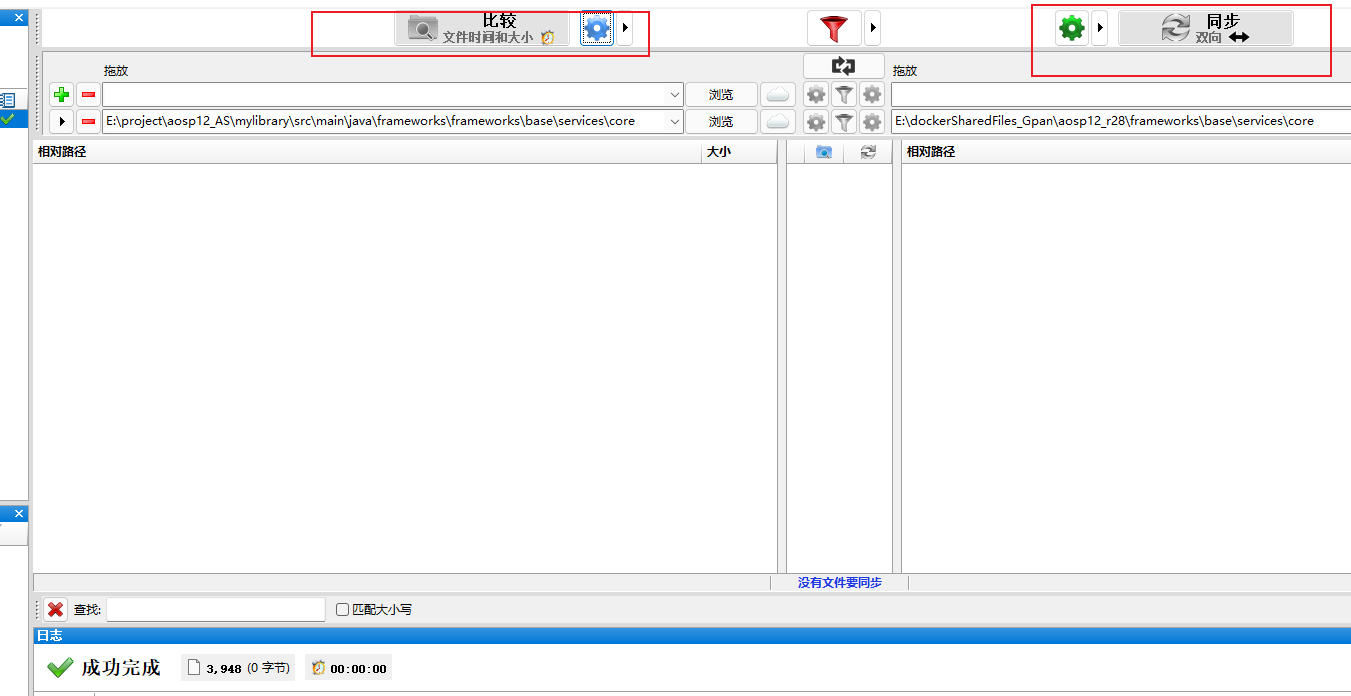 比较
文件时间和大小
同步
双向
拖放
拖放
浏览
E:\project\aosp12_AS\mylibrary\src\main\java\frameworks\frameworks\base\services\core
浏览
E:\dockerSharedFiles_Gpan\aosp12_r28\frameworks\base\services\core
相对路径
大小
相对路径
没有文件要同步
查找:
匹配大小写
日志
成功完成
3,948 (0 字节)
00:00:00